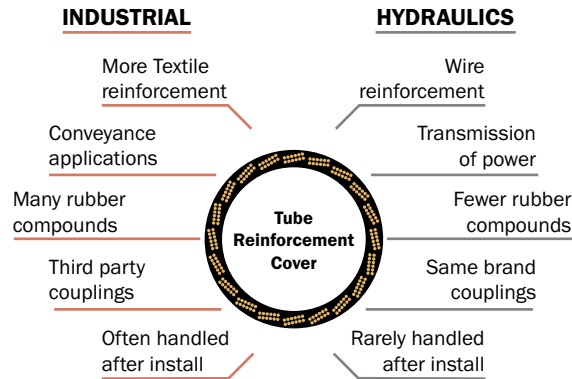 INDUSTRIAL
More Textile
reinforcement
Conveyance
applications
Many rubber
compounds
Third party
couplings
Often handled
after install
Tube
Reinforcement
Cover
HYDRAULICS
Wire
reinforcement
Transmission
of power
Fewer rubber
compounds
Same brand
couplings
Rarely handled
after install